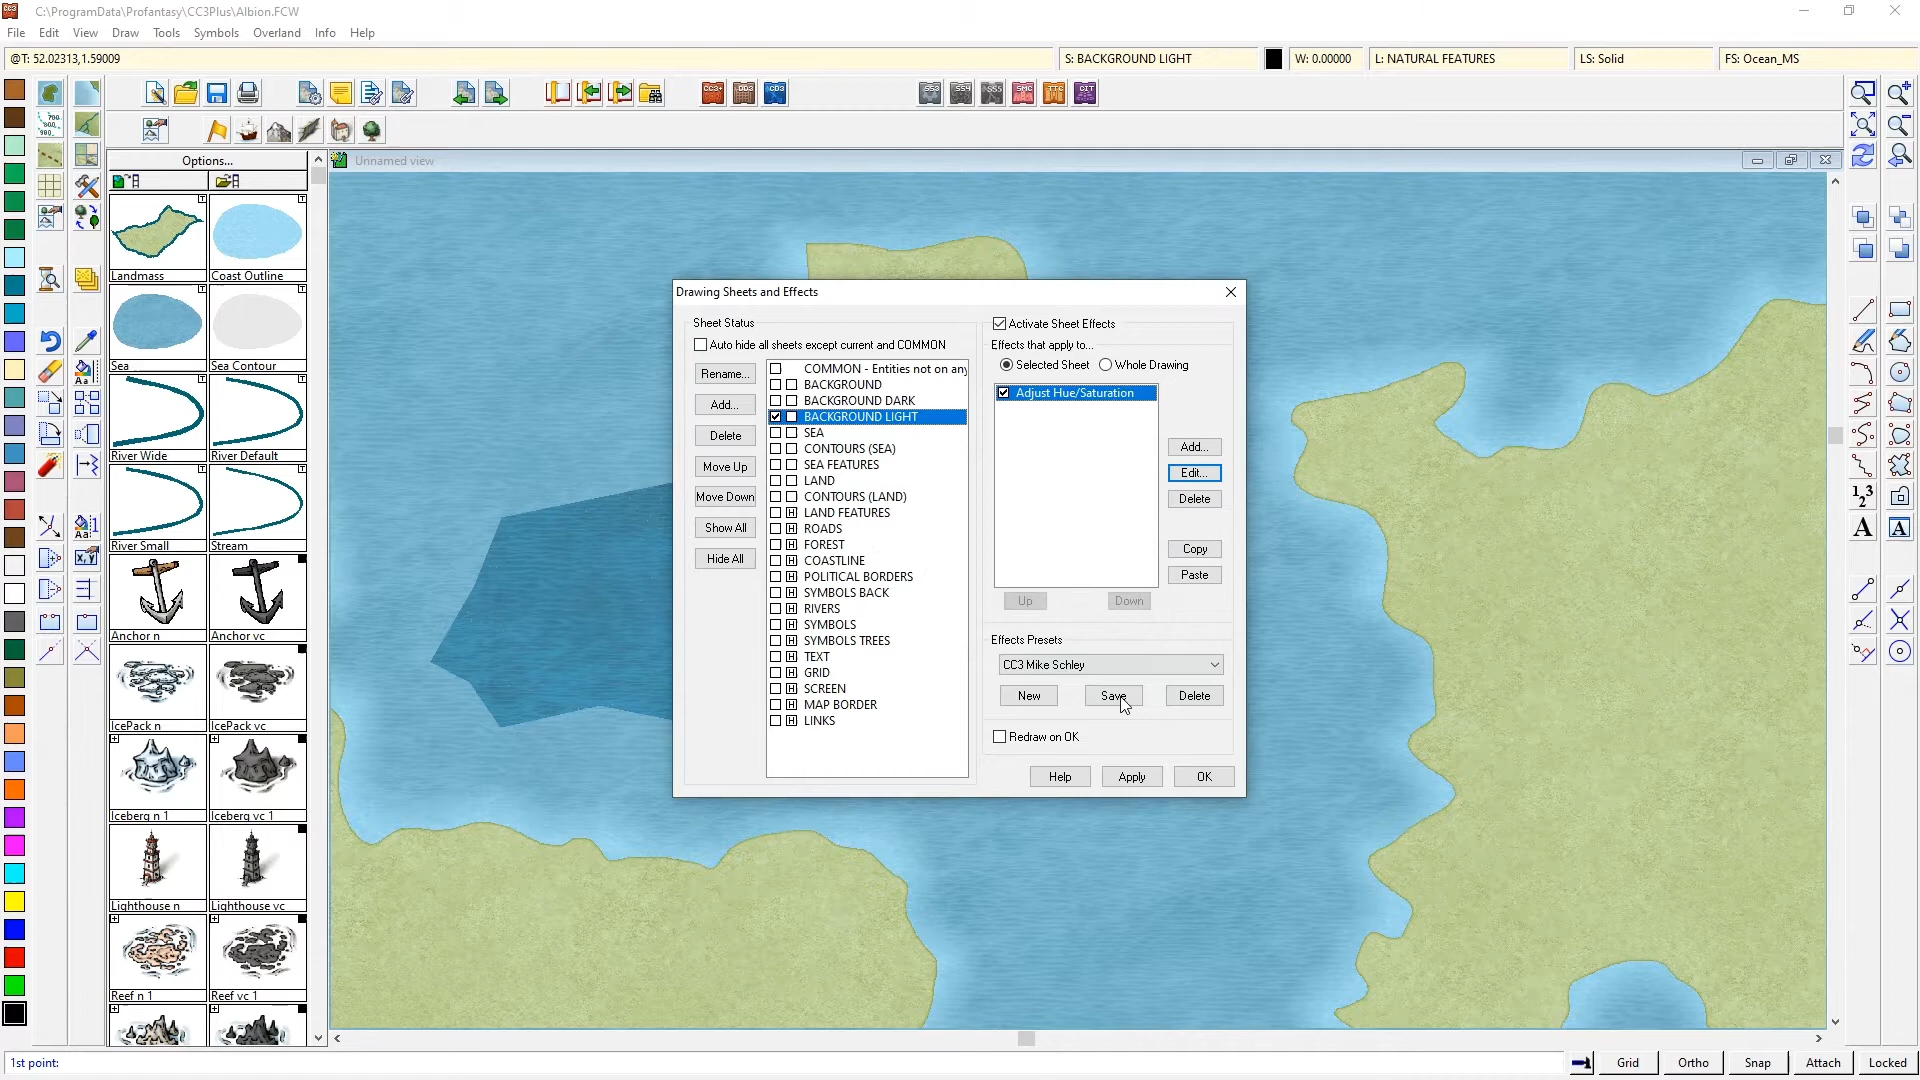 C:\ProgramData\Profantasy\CC3Plus\Albion.FCW
File Edit View Draw Tools Symbols Overland Info Help
@T: 52.02313,1.59009
S: BACKGROUND LIGHT
W: 0.00000
L: NATURAL FEATURES
LS: Solid
FS: Ocean_MS
Options...
Unnamed view
Landmass
Coast Outline
Sea
Sea Contour
River Wide
River Default
River Small
Stream
Anchor n
Anchor vc
IcePack n
IcePack vc
Iceberg n 1
Iceberg vc 1
Lighthouse n
Lighthouse vc
Reef n 1
Reef vc 1
Drawing Sheets and Effects
Sheet Status
Auto hide all sheets except current and COMMON
Rename...
Add...
Delete
Move Up
Move Down
Show All
Hide All
COMMON - Entities not on any
BACKGROUND
BACKGROUND DARK
BACKGROUND LIGHT
SEA
CONTOURS (SEA)
SEA FEATURES
LAND
CONTOURS (LAND)
H LAND FEATURES
H ROADS
H FOREST
H COASTLINE
H POLITICAL BORDERS
H SYMBOLS BACK
H RIVERS
H SYMBOLS
H SYMBOLS TREES
H TEXT
H GRID
H SCREEN
H MAP BORDER
H LINKS
Activate Sheet Effects
Effects that apply to...
Selected Sheet Whole Drawing
Adjust Hue/Saturation
Add...
Edit...
Delete
Copy
Paste
Up Down
Effects Presets
CC3 Mike Schley
New Save Delete
Redraw on OK
Help Apply OK
1st point:
Grid Ortho Snap Attach Locked